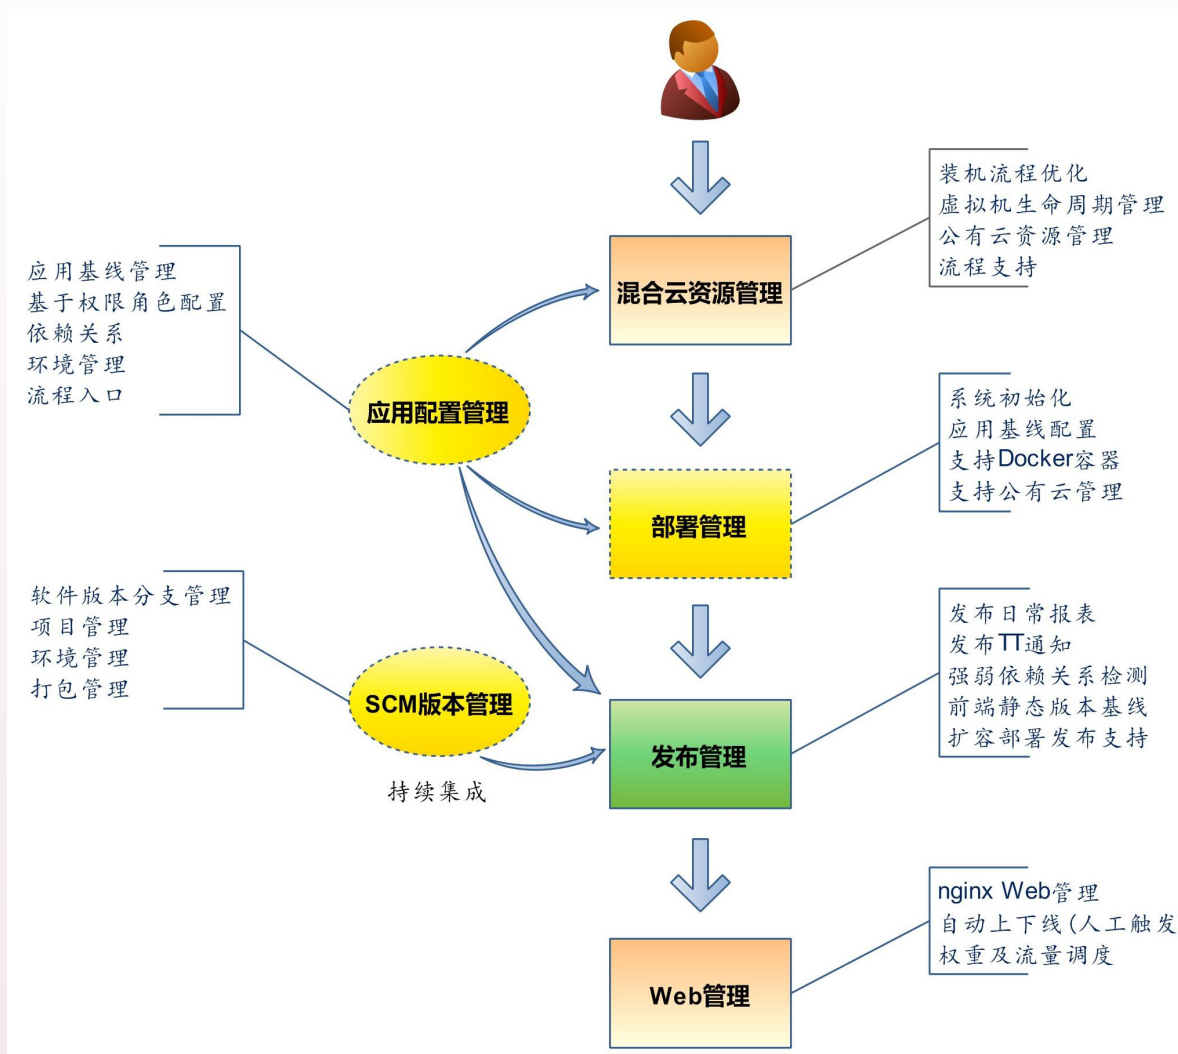 装机流程优化
虚拟机生命周期管理
公有云资源管理
流程支持
混合云资源管理
应用基线管理
基于权限角色配置
依赖关系
环境管理
流程入口
应用配置管理
系统初始化
应用基线配置
支持Docker容器
支持公有云管理
部署管理
软件版本分支管理
项目管理
环境管理
打包管理
SCM版本管理
持续集成
发布日常报表
发布TT通知
强弱依赖关系检测
前端静态版本基线
扩容部署发布支持
发布管理
nginx Web管理
自动上下线(人工触发
权重及流量调度
Web管理